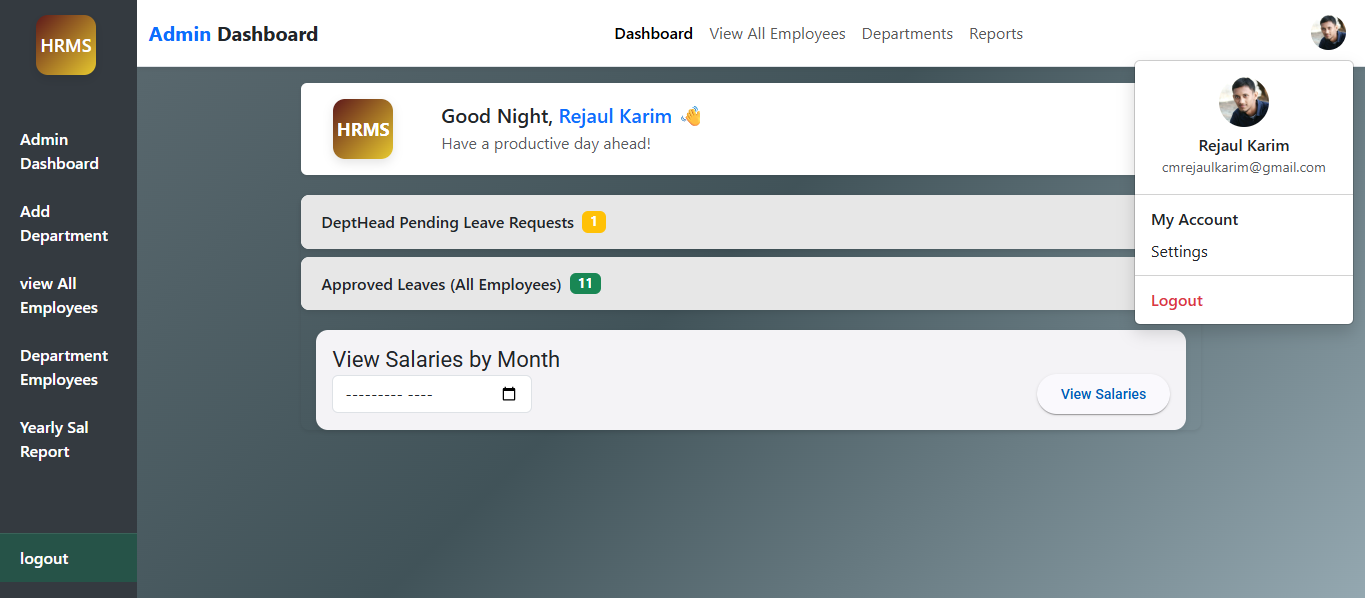 HRMS
Admin
Dashboard
Add
Department
view All
Employees
Department
Employees
Yearly Sal
Report
logout
Admin Dashboard
Dashboard View All Employees Departments Reports
HRMS
Good Night, Rejaul Karim 👋
Have a productive day ahead!
DeptHead Pending Leave Requests 1
Approved Leaves (All Employees) 11
View Salaries by Month
--------- ----
View Salaries
Rejaul Karim
cmrejaulkarim@gmail.com
My Account
Settings
Logout